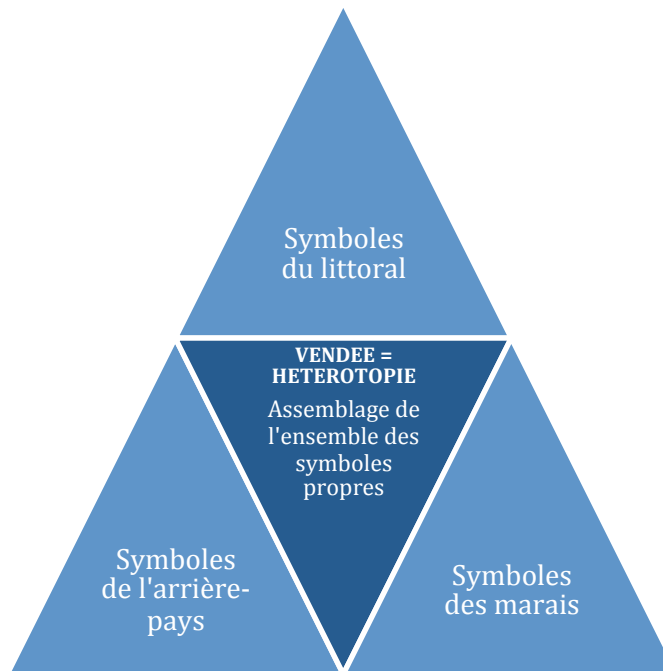 Symboles
du littoral
VENDEE =
HETEROTOPIE
Assemblage de
l'ensemble des
symboles
propres
Symboles
de l'arrière-
pays
Symboles
des marais